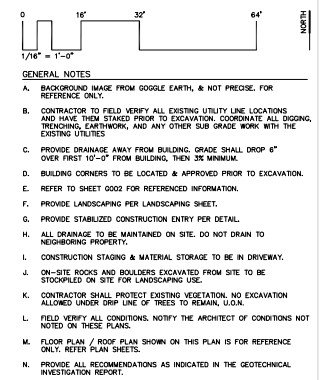 0 16' 32' 64'
NORTH
1/16" = 1'-0"
GENERAL NOTES
A. BACKGROUND IMAGE FROM GOGGLE EARTH, & NOT PRECISE. FOR
REFERENCE ONLY.
B. CONTRACTOR TO FIELD VERIFY ALL EXISTING UTILITY LINE LOCATIONS
AND HAVE THEM STAKED PRIOR TO EXCAVATION. COORDINATE ALL DIGGING,
TRENCHING, EARTHWORK, AND ANY OTHER SUB GRADE WORK WITH THE
EXISTING UTILITIES
C. PROVIDE DRAINAGE AWAY FROM BUILDING. GRADE SHALL DROP 6"
OVER FIRST 10'-0" FROM BUILDING, THEN 3% MINIMUM.
D. BUILDING CORNERS TO BE LOCATED & APPROVED PRIOR TO EXCAVATION.
E. REFER TO SHEET G002 FOR REFERENCED INFORMATION.
F. PROVIDE LANDSCAPING PER LANDSCAPING SHEET.
G. PROVIDE STABILIZED CONSTRUCTION ENTRY PER DETAIL.
H. ALL DRAINAGE TO BE MAINTAINED ON SITE. DO NOT DRAIN TO
NEIGHBORING PROPERTY.
I. CONSTRUCTION STAGING & MATERIAL STORAGE TO BE IN DRIVEWAY.
J. ON-SITE ROCKS AND BOULDERS EXCAVATED FROM SITE TO BE
STOCKPILED ON SITE FOR LANDSCAPING USE.
K. CONTRACTOR SHALL PROTECT EXISTING VEGETATION. NO EXCAVATION
ALLOWED UNDER DRIP LINE OF TREES TO REMAIN, U.O.N.
L. FIELD VERIFY ALL CONDITIONS. NOTIFY THE ARCHITECT OF CONDITIONS NOT
NOTED ON THESE PLANS.
M. FLOOR PLAN / ROOF PLAN SHOWN ON THIS PLAN IS FOR REFERENCE
ONLY. REFER PLAN SHEETS.
N. PROVIDE ALL RECOMMENDATIONS AS INDICATED IN THE GEOTECHNICAL
INVESTIGATION REPORT.